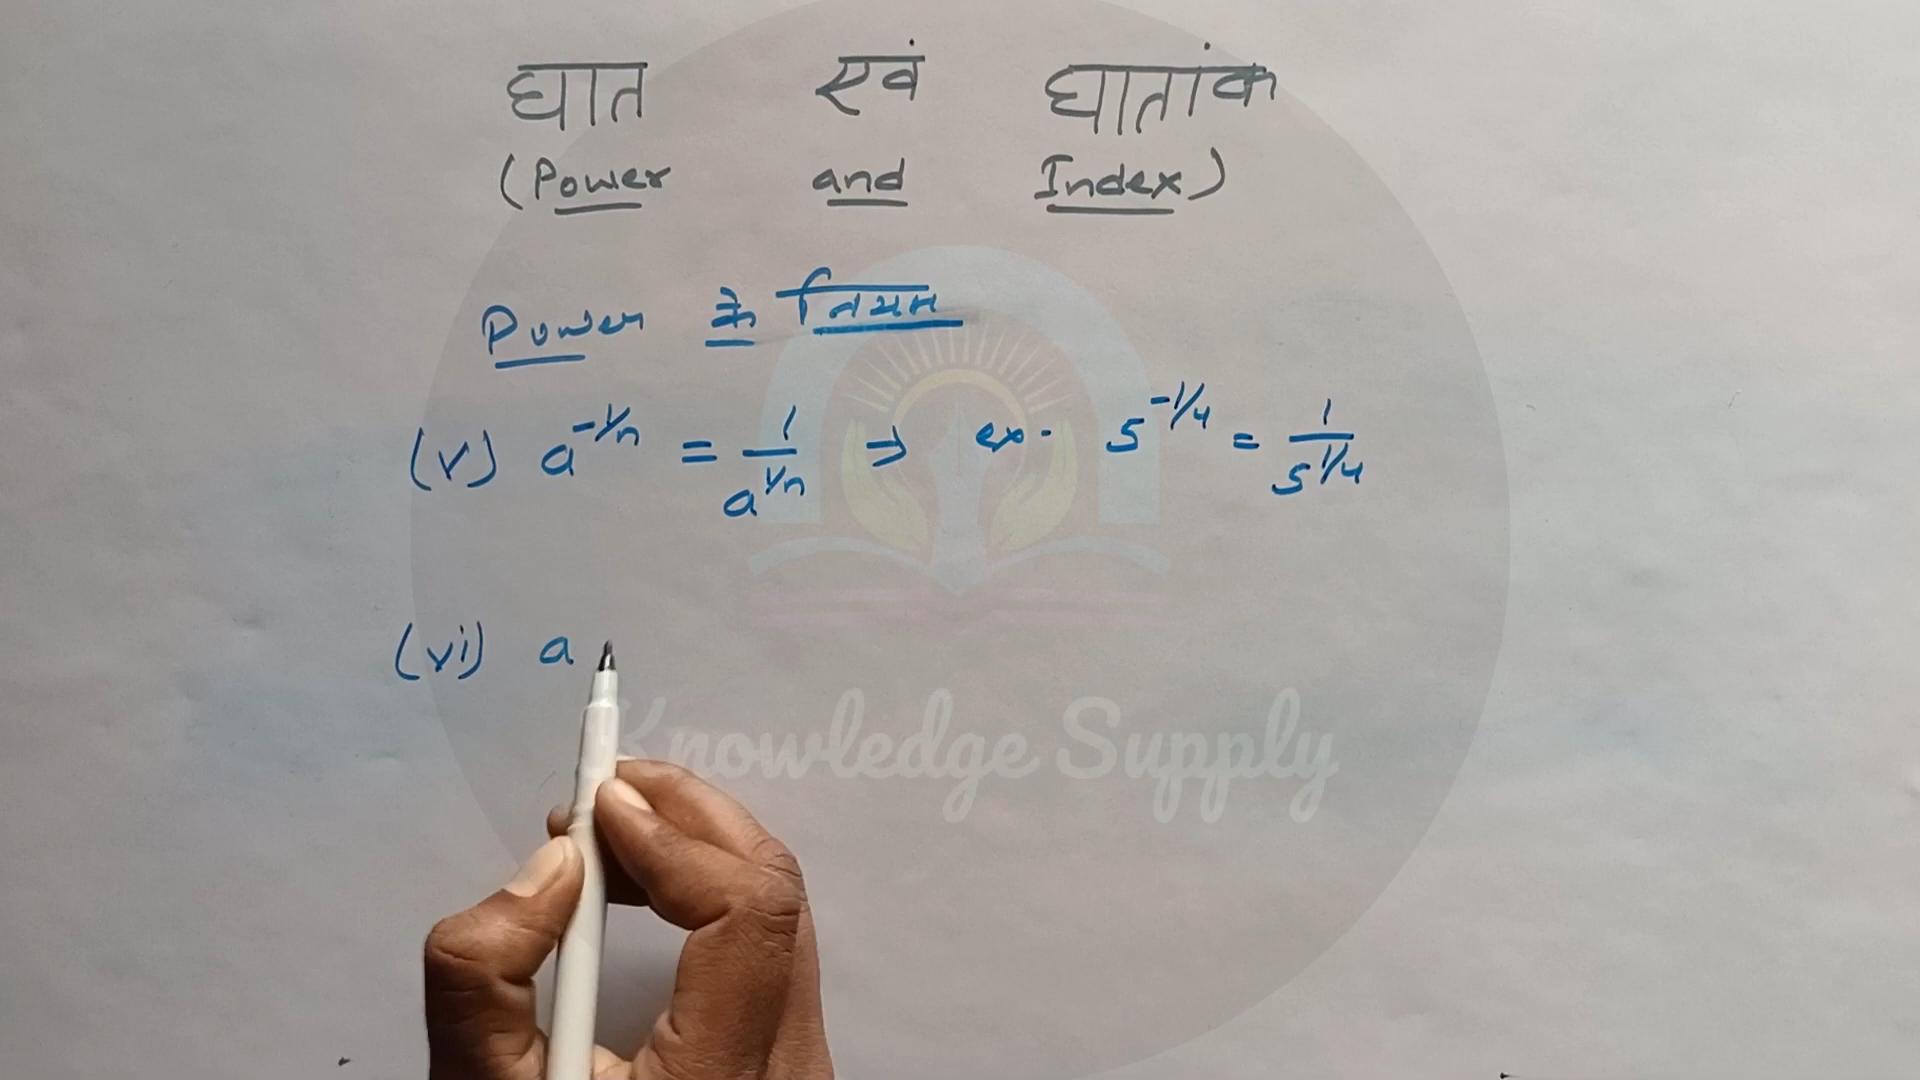 घात एवं घातांक
(Power and Index)
Power के नियम
(v) a^{-1/n} = 1/a^{1/n} ⇒ ex. 5^{-1/4} = 1/5^{1/4}
(vi) a
Knowledge Supply